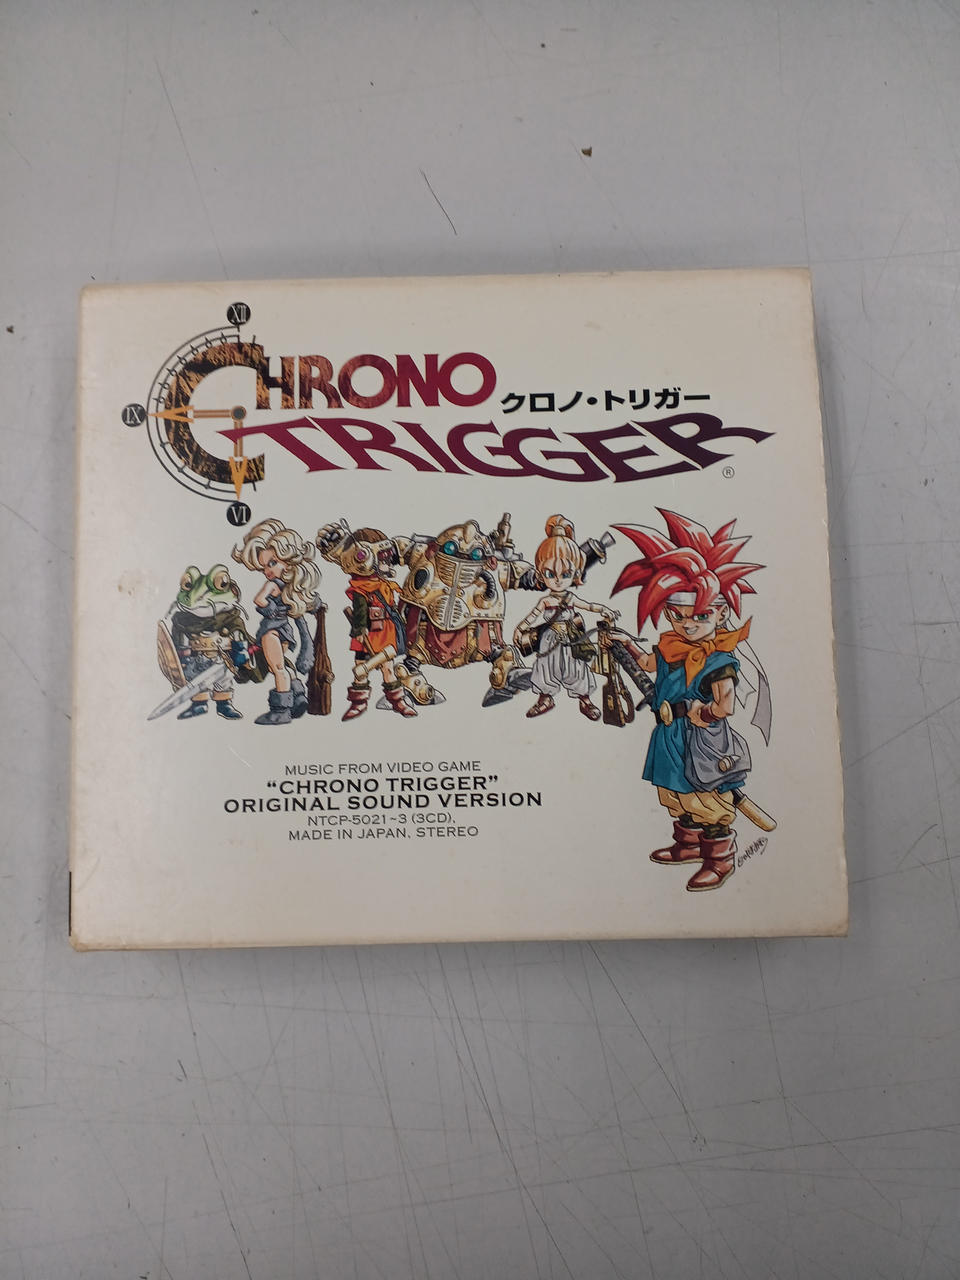 XII
IX
VI
CHRONO
クロノ・トリガー
TRIGGER
®
MUSIC FROM VIDEO GAME
“CHRONO TRIGGER”
ORIGINAL SOUND VERSION
NTCP-5021~3 (3CD),
MADE IN JAPAN, STEREO